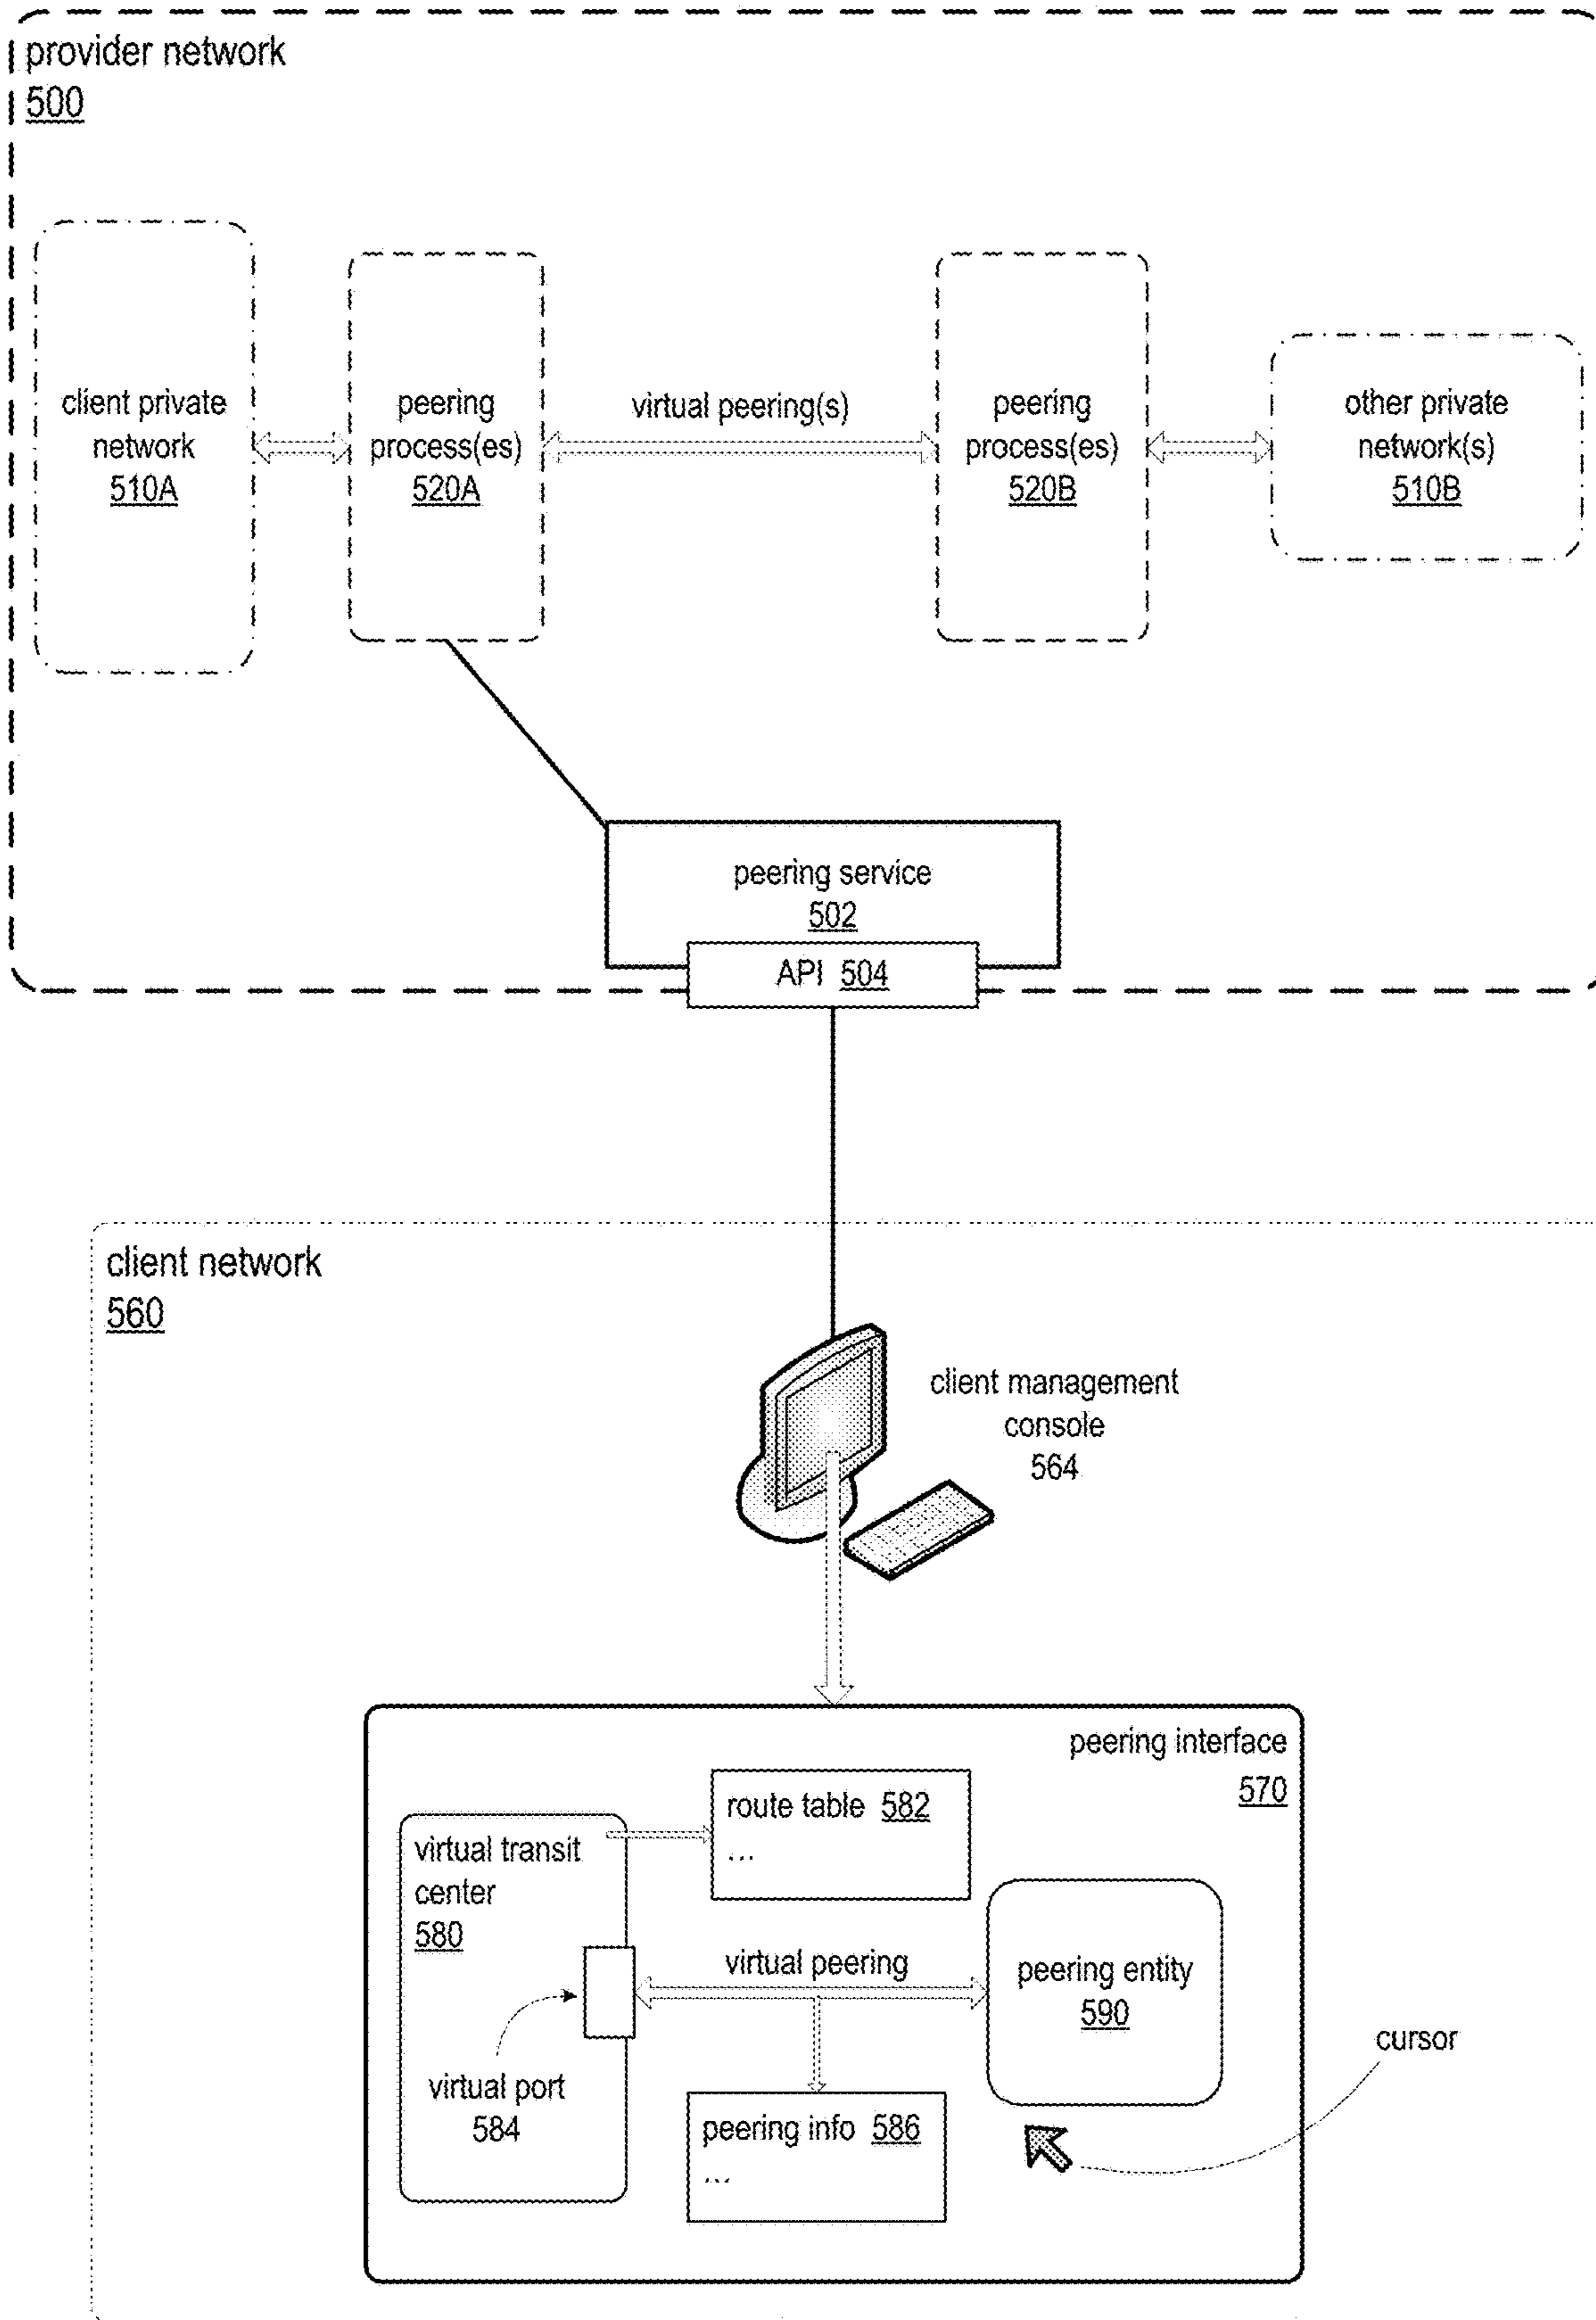 provider network
500
client private
network
510A
peering
process(es)
520A
virtual peering(s)
peering
process(es)
520B
other private
network(s)
510B
peering service
502
API 504
client network
560
client management
console
564
peering interface
570
route table 582
...
virtual transit
center
580
virtual peering
peering entity
590
cursor
virtual port
584
peering info 586
...